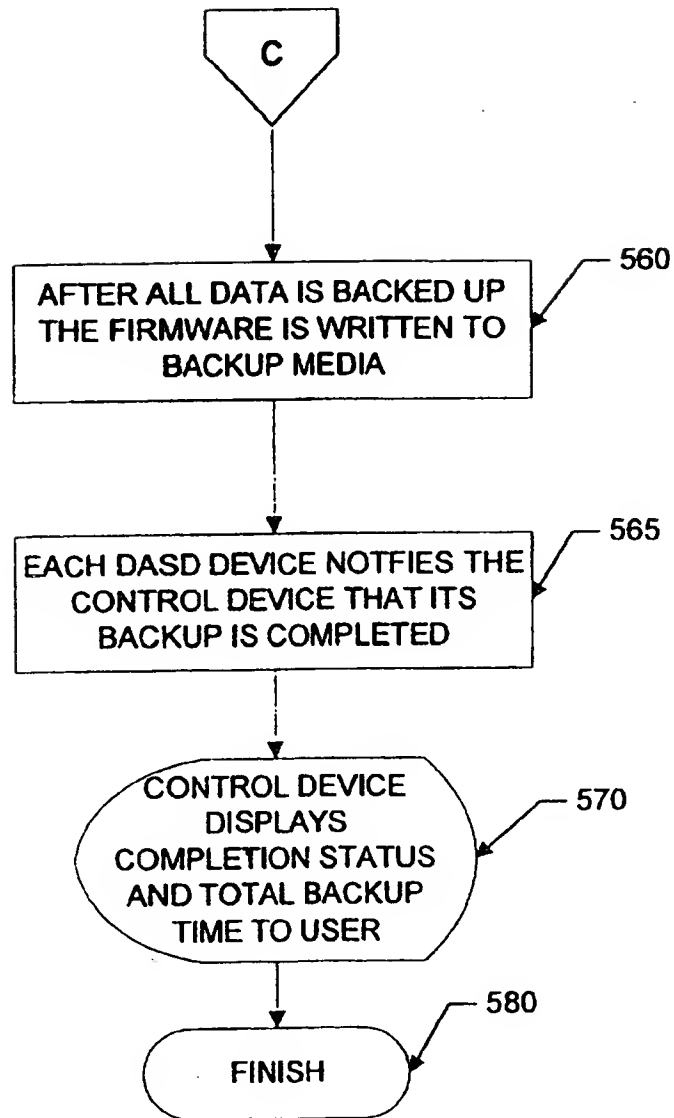 C
560
AFTER ALL DATA IS BACKED UP
THE FIRMWARE IS WRITTEN TO
BACKUP MEDIA
565
EACH DASD DEVICE NOTFIES THE
CONTROL DEVICE THAT ITS
BACKUP IS COMPLETED
570
CONTROL DEVICE
DISPLAYS
COMPLETION STATUS
AND TOTAL BACKUP
TIME TO USER
580
FINISH